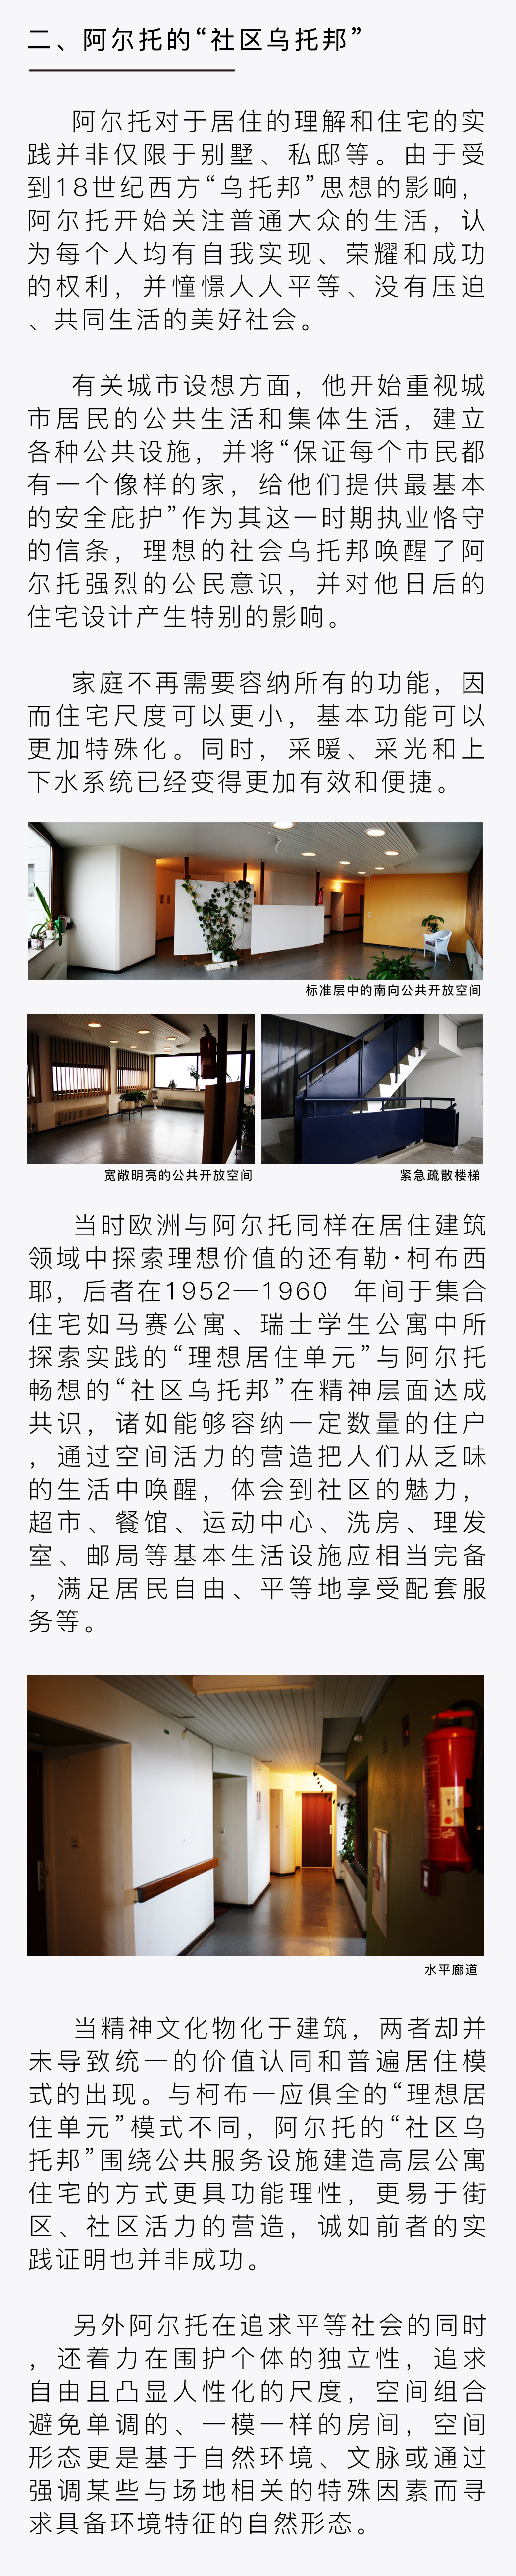 二、阿尔托的“社区乌托邦”
阿尔托对于居住的理解和住宅的实
践并非仅限于别墅、私邸等。由于受
到18世纪西方“乌托邦”思想的影响，
阿尔托开始关注普通大众的生活，认
为每个人均有自我实现、荣耀和成功
的权利，并憧憬人人平等、没有压迫
、共同生活的美好社会。
有关城市设想方面，他开始重视城
市居民的公共生活和集体生活，建立
各种公共设施，并将“保证每个市民都
有一个像样的家，给他们提供最基本
的安全庇护”作为其这一时期执业恪守
的信条，理想的社会乌托邦唤醒了阿
尔托强烈的公民意识，并对他日后的
住宅设计产生特别的影响。
家庭不再需要容纳所有的功能，因
而住宅尺度可以更小，基本功能可以
更加特殊化。同时，采暖、采光和上
下水系统已经变得更加有效和便捷。
标准层中的南向公共开放空间
宽敞明亮的公共开放空间
紧急疏散楼梯
当时欧洲与阿尔托同样在居住建筑
领域中探索理想价值的还有勒·柯布西
耶，后者在1952—1960 年间于集合
住宅如马赛公寓、瑞士学生公寓中所
探索实践的“理想居住单元”与阿尔托
畅想的“社区乌托邦”在精神层面达成
共识，诸如能够容纳一定数量的住户
，通过空间活力的营造把人们从乏味
的生活中唤醒，体会到社区的魅力，
超市、餐馆、运动中心、洗房、理发
室、邮局等基本生活设施应相当完备
，满足居民自由、平等地享受配套服
务等。
水平廊道
当精神文化物化于建筑，两者却并
未导致统一的价值认同和普遍居住模
式的出现。与柯布一应俱全的“理想居
住单元”模式不同，阿尔托的“社区乌
托邦”围绕公共服务设施建造高层公寓
住宅的方式更具功能理性，更易于街
区、社区活力的营造，诚如前者的实
践证明也并非成功。
另外阿尔托在追求平等社会的同时
，还着力在围护个体的独立性，追求
自由且凸显人性化的尺度，空间组合
避免单调的、一模一样的房间，空间
形态更是基于自然环境、文脉或通过
强调某些与场地相关的特殊因素而寻
求具备环境特征的自然形态。